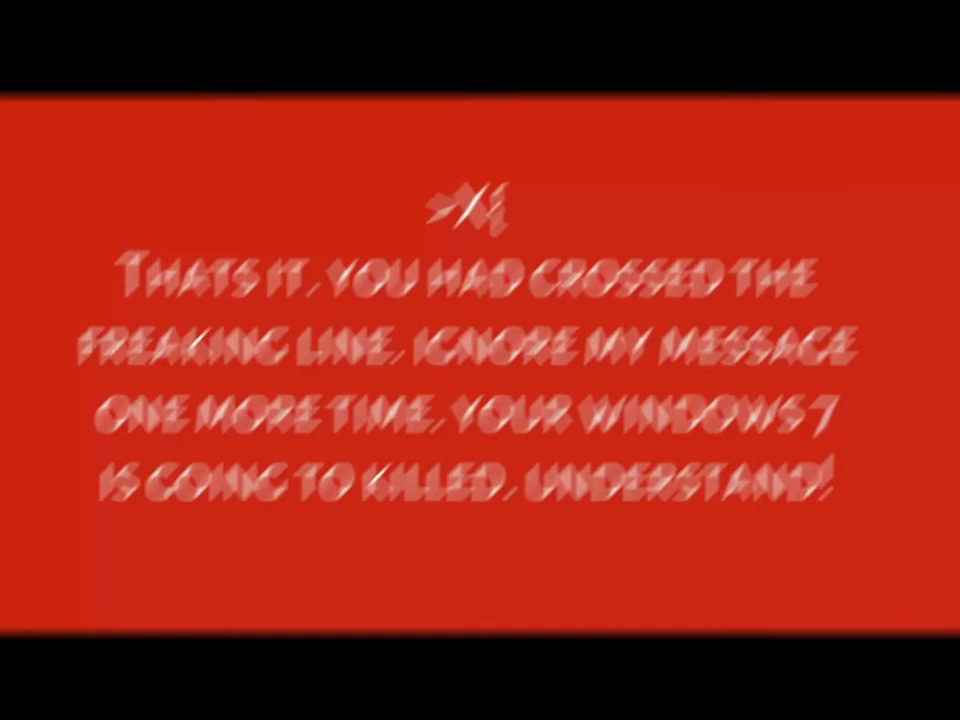 THATS IT, YOU HAD CROSSED THE
FREAKING LINE. IGNORE MY MESSAGE
ONE MORE TIME, YOUR WINDOWS 7
IS GOING TO KILLED, UNDERSTAND!